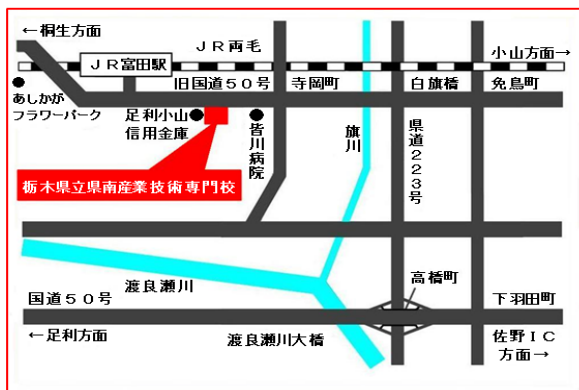 ←桐生方面
JR両毛
小山方面→
JR富田駅
旧国道50号
寺岡町
白旗橋
免鳥町
あしかが
フラワーパーク
足利小山
信用金庫
皆川病院
旗川
県道223号
栃木県立県南産業技術専門校
渡良瀬川
高橋町
国道50号
下羽田町
←足利方面
渡良瀬川大橋
佐野IC
方面→